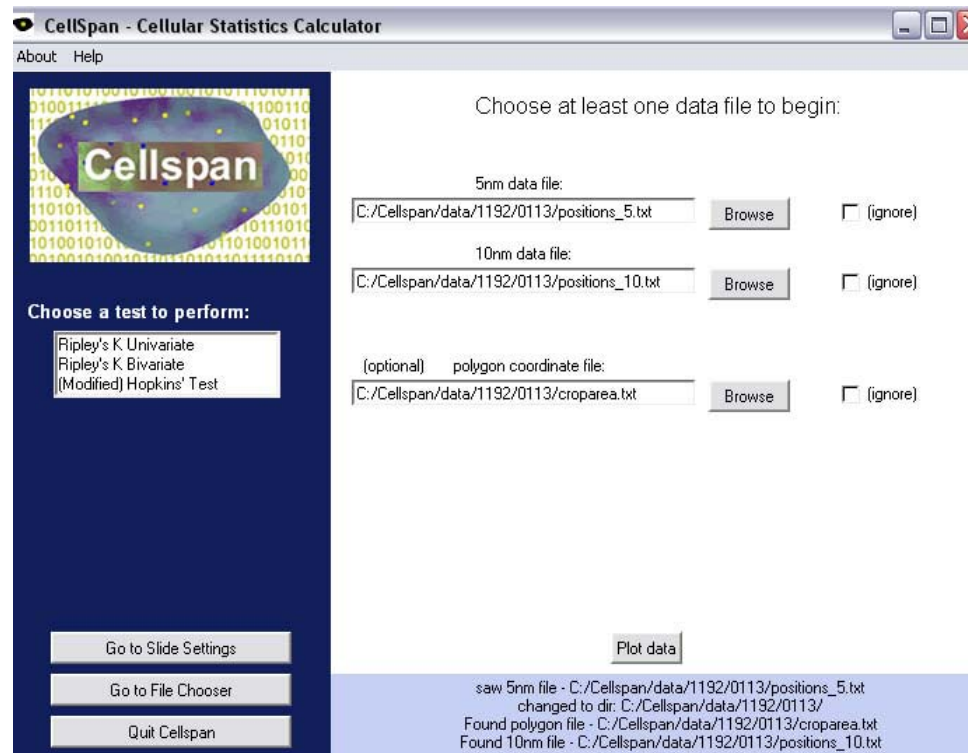 CellSpan - Cellular Statistics Calculator
About Help
Cellspan
Choose a test to perform:
Ripley's K Univariate
Ripley's K Bivariate
(Modified) Hopkins' Test
Go to Slide Settings
Go to File Chooser
Quit Cellspan
Choose at least one data file to begin:
5nm data file:
C:/Cellspan/data/1192/0113/positions_5.txt Browse (ignore)
10nm data file:
C:/Cellspan/data/1192/0113/positions_10.txt Browse (ignore)
(optional) polygon coordinate file:
C:/Cellspan/data/1192/0113/croparea.txt Browse (ignore)
Plot data
saw 5nm file - C:/Cellspan/data/1192/0113/positions_5.txt
changed to dir: C:/Cellspan/data/1192/0113/
Found polygon file - C:/Cellspan/data/1192/0113/croparea.txt
Found 10nm file - C:/Cellspan/data/1192/0113/positions_10.txt